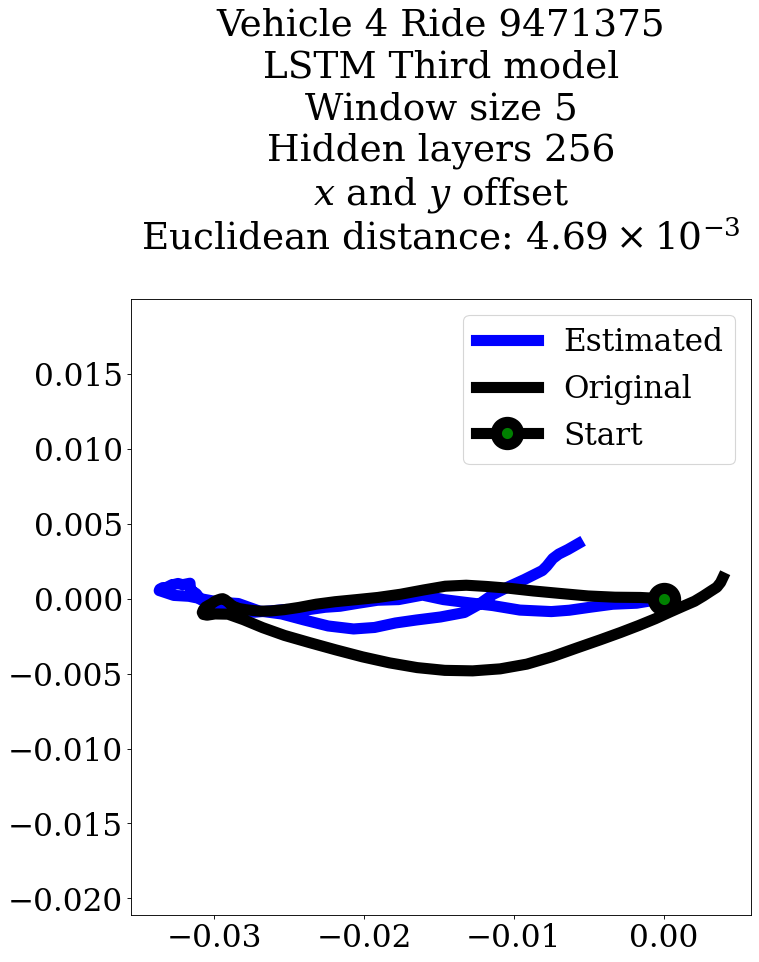 Vehicle 4 Ride 9471375
LSTM Third model
Window size 5
Hidden layers 256
x and y offset
Euclidean distance: 4.69 × 10⁻³
Estimated
Original
Start
0.015
0.010
0.005
0.000
−0.005
−0.010
−0.015
−0.020
−0.03 −0.02 −0.01 0.00